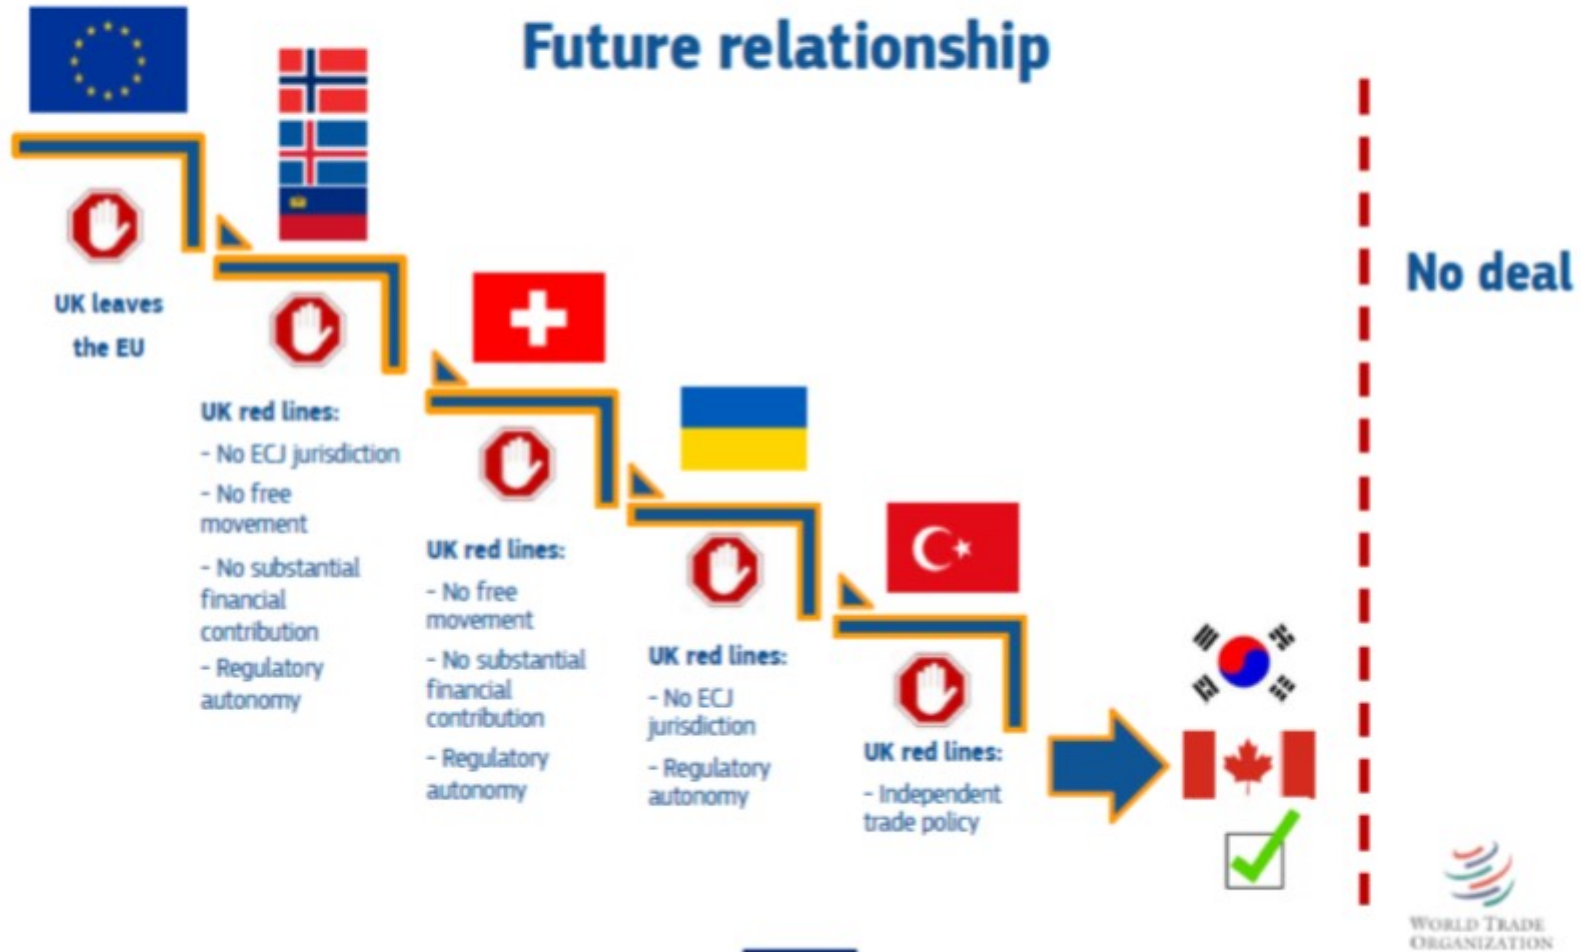 Future relationship
No deal
UK leaves
the EU
UK red lines:
- No ECJ jurisdiction
- No free
movement
- No substantial
financial
contribution
- Regulatory
autonomy
UK red lines:
- No free
movement
- No substantial
financial
contribution
- Regulatory
autonomy
UK red lines:
- No ECJ
jurisdiction
- Regulatory
autonomy
UK red lines:
- Independent
trade policy
WORLD TRADE
ORGANIZATION